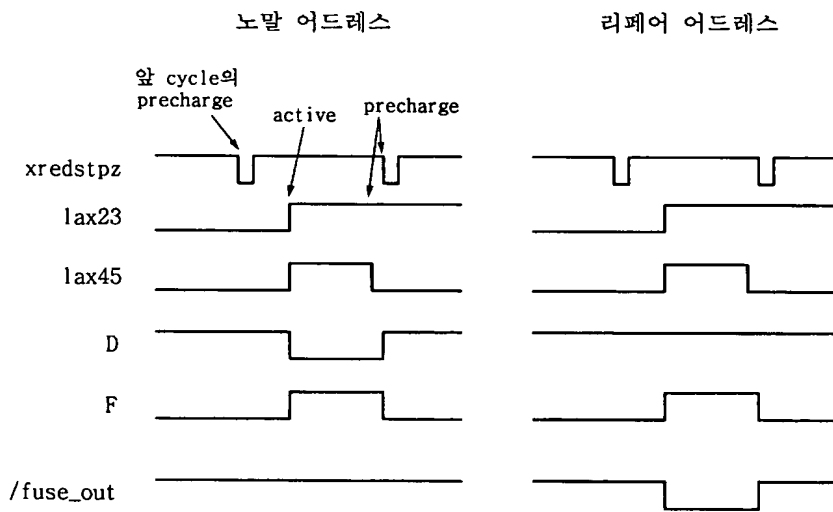 노말 어드레스 리페어 어드레스
앞 cycle의
precharge
active
precharge
xredstpz
lax23
lax45
D
F
/fuse_out